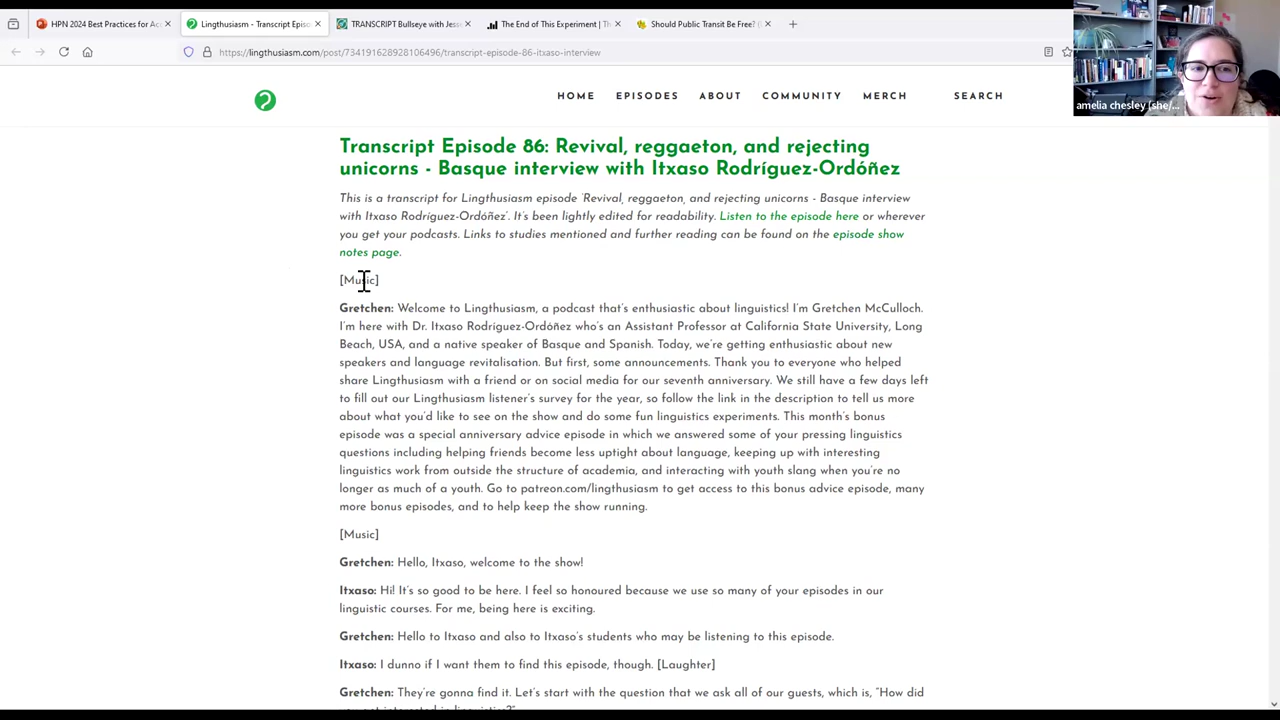 HPN 2024 Best Practices for Acc
Lingthusiasm - Transcript Episo
TRANSCRIPT Bullseye with Jess
The End of This Experiment | Th
Should Public Transit Be Free? (
https://lingthusiasm.com/post/734191628928106496/transcript-episode-86-itxaso-interview
amelia chesley (she/...
HOME EPISODES ABOUT COMMUNITY MERCH SEARCH
Transcript Episode 86: Revival, reggaeton, and rejecting
unicorns - Basque interview with Itxaso Rodríguez-Ordóñez
This is a transcript for Lingthusiasm episode ‘Revival, reggaeton, and rejecting unicorns - Basque interview
with Itxaso Rodríguez-Ordóñez’. It’s been lightly edited for readability. Listen to the episode here or wherever
you get your podcasts. Links to studies mentioned and further reading can be found on the episode show
notes page.
[Music]
Gretchen: Welcome to Lingthusiasm, a podcast that’s enthusiastic about linguistics! I’m Gretchen McCulloch.
I’m here with Dr. Itxaso Rodríguez-Ordóñez who’s an Assistant Professor at California State University, Long
Beach, USA, and a native speaker of Basque and Spanish. Today, we’re getting enthusiastic about new
speakers and language revitalisation. But first, some announcements. Thank you to everyone who helped
share Lingthusiasm with a friend or on social media for our seventh anniversary. We still have a few days left
to fill out our Lingthusiasm listener’s survey for the year, so follow the link in the description to tell us more
about what you’d like to see on the show and do some fun linguistics experiments. This month’s bonus
episode was a special anniversary advice episode in which we answered some of your pressing linguistics
questions including helping friends become less uptight about language, keeping up with interesting
linguistics work from outside the structure of academia, and interacting with youth slang when you’re no
longer as much of a youth. Go to patreon.com/lingthusiasm to get access to this bonus advice episode, many
more bonus episodes, and to help keep the show running.
[Music]
Gretchen: Hello, Itxaso, welcome to the show!
Itxaso: Hi! It’s so good to be here. I feel so honoured because we use so many of your episodes in our
linguistic courses. For me, being here is exciting.
Gretchen: Hello to Itxaso and also to Itxaso’s students who may be listening to this episode.
Itxaso: I dunno if I want them to find this episode, though. [Laughter]
Gretchen: They’re gonna find it. Let’s start with the question that we ask all of our guests, which is, “How did
you get interested in linguistics?”